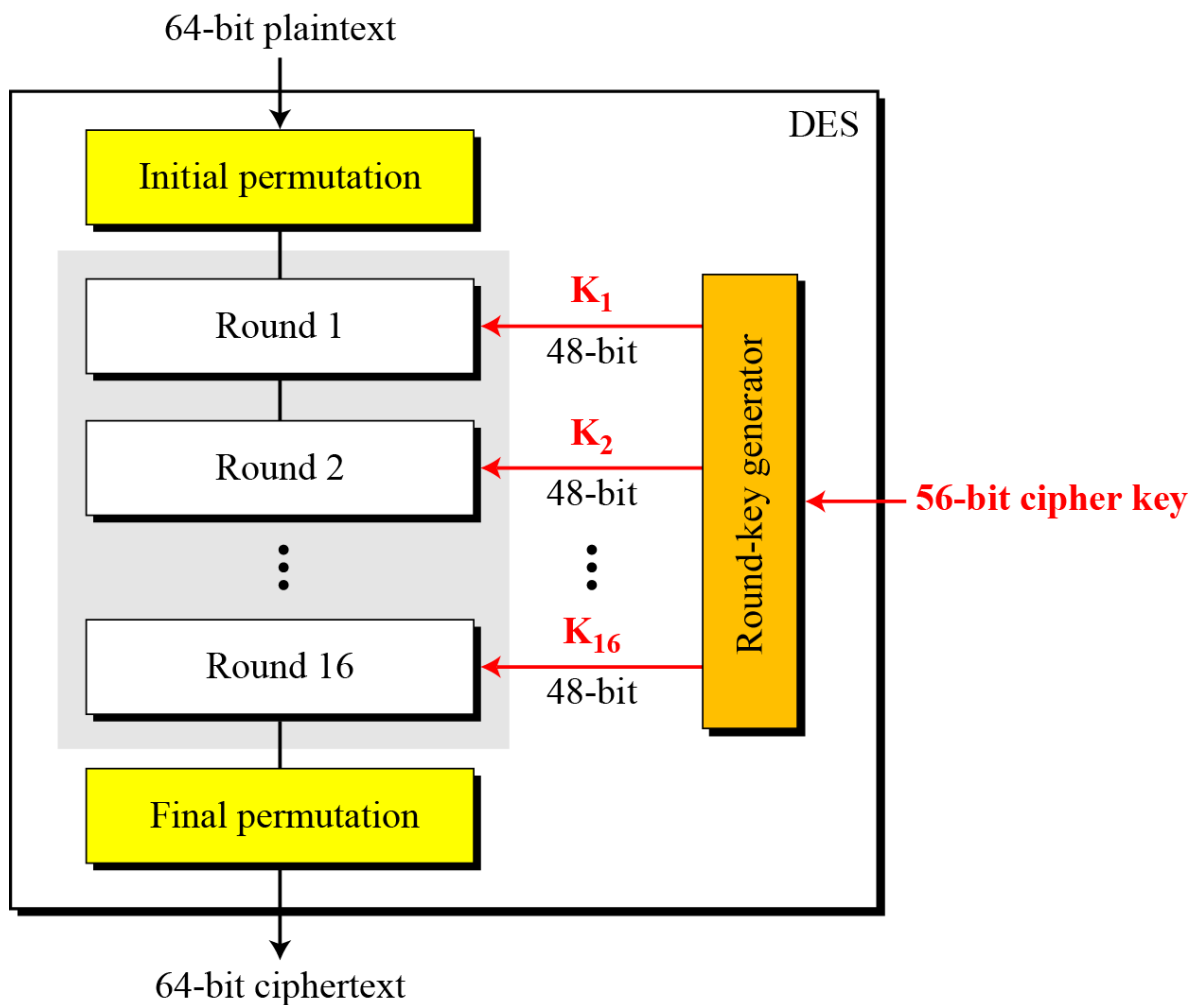 64-bit plaintext
DES
Initial permutation
Round 1
K1
48-bit
Round 2
K2
48-bit
Round 16
K16
48-bit
Round-key generator
56-bit cipher key
Final permutation
64-bit ciphertext